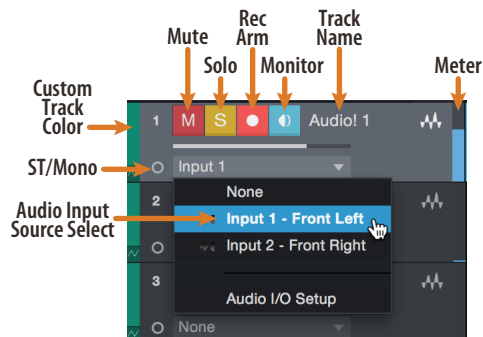 Mute
Solo
Rec
Arm
Monitor
Track
Name
Meter
Custom
Track
Color
1 M S Audio! 1
ST/Mono
Input 1
Audio Input
Source Select
None
2
Input 1 - Front Left
Input 2 - Front Right
3
Audio I/O Setup
None